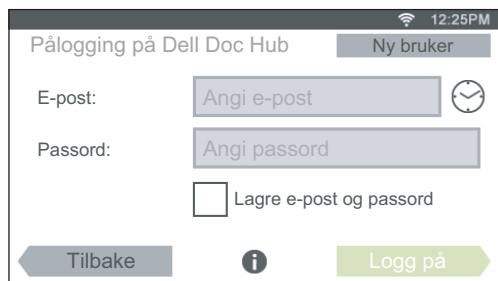 12:25PM
Pålogging på Dell Doc Hub
Ny bruker
E-post:
Angi e-post
Passord:
Angi passord
Lagre e-post og passord
Tilbake
Logg på